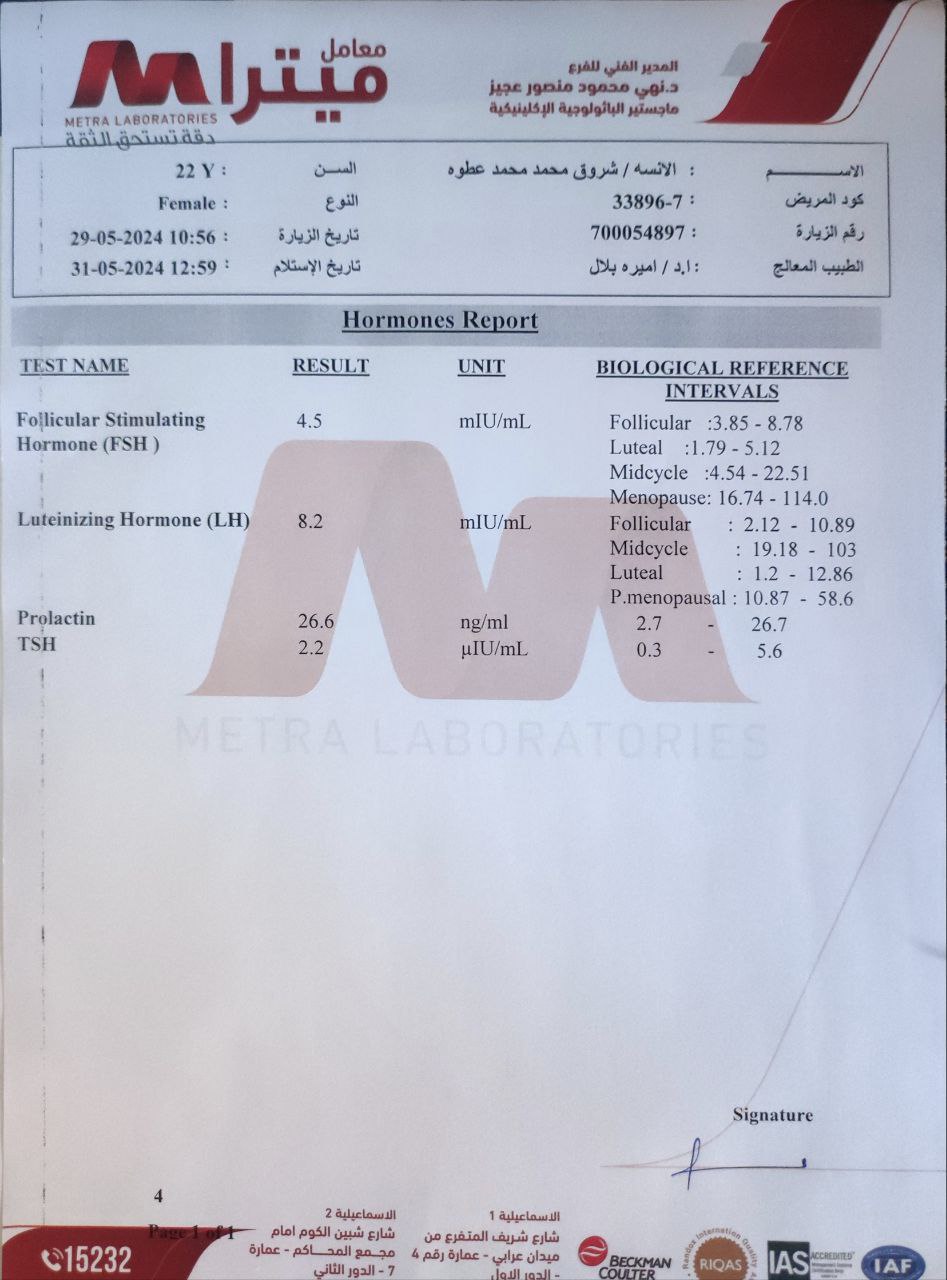 معامل
ميترا
METRA LABORATORIES
دقة تستحق الثقة
المدير الفني للفرع
د.نهي محمود منصور عجيز
ماجستير الباثولوجية الإكلينيكية
الاســـــم : الانسه / شروق محمد محمد عطوه السـن : 22 Y
كود المريض : 33896-7 النوع : Female
رقم الزيارة : 700054897 تاريخ الزيارة : 29-05-2024 10:56
الطبيب المعالج : ا.د / اميره بلال تاريخ الإستلام : 31-05-2024 12:59
Hormones Report
TEST NAME RESULT UNIT BIOLOGICAL REFERENCE
INTERVALS
Follicular Stimulating 4.5 mIU/mL Follicular :3.85 - 8.78
Hormone (FSH ) Luteal :1.79 - 5.12
Midcycle :4.54 - 22.51
Menopause: 16.74 - 114.0
Luteinizing Hormone (LH) 8.2 mIU/mL Follicular : 2.12 - 10.89
Midcycle : 19.18 - 103
Luteal : 1.2 - 12.86
P.menopausal : 10.87 - 58.6
Prolactin 26.6 ng/ml 2.7 - 26.7
TSH 2.2 µIU/mL 0.3 - 5.6
METRA LABORATORIES
Signature
4
Page 1 of 1
15232
الاسماعيلية 2
شارع شبين الكوم امام
مجـمع المحــاكم - عمارة
7 - الدور الثاني
الاسماعيلية 1
شارع شريف المتفرع من
ميدان عرابي - عمارة رقم 4
- الدور الاول
BECKMAN
COULTER
Randox International Quality
RIQAS
IAS ACCREDITED
IAF